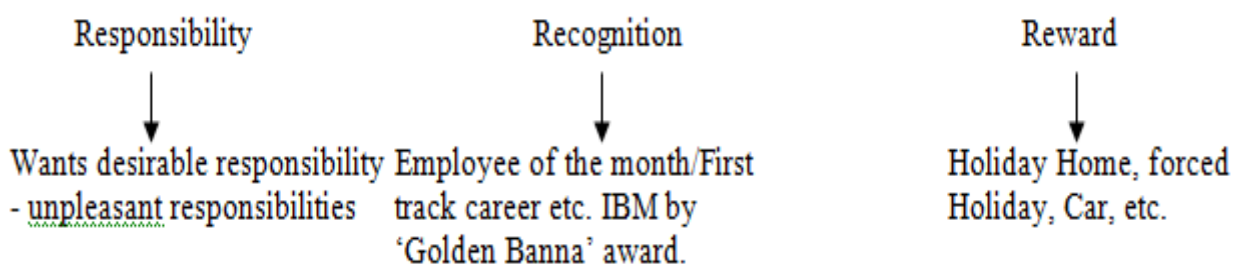 Responsibility
Recognition
Reward
Wants desirable responsibility
- unpleasant responsibilities
Employee of the month/First
track career etc. IBM by
‘Golden Banna’ award.
Holiday Home, forced
Holiday, Car, etc.